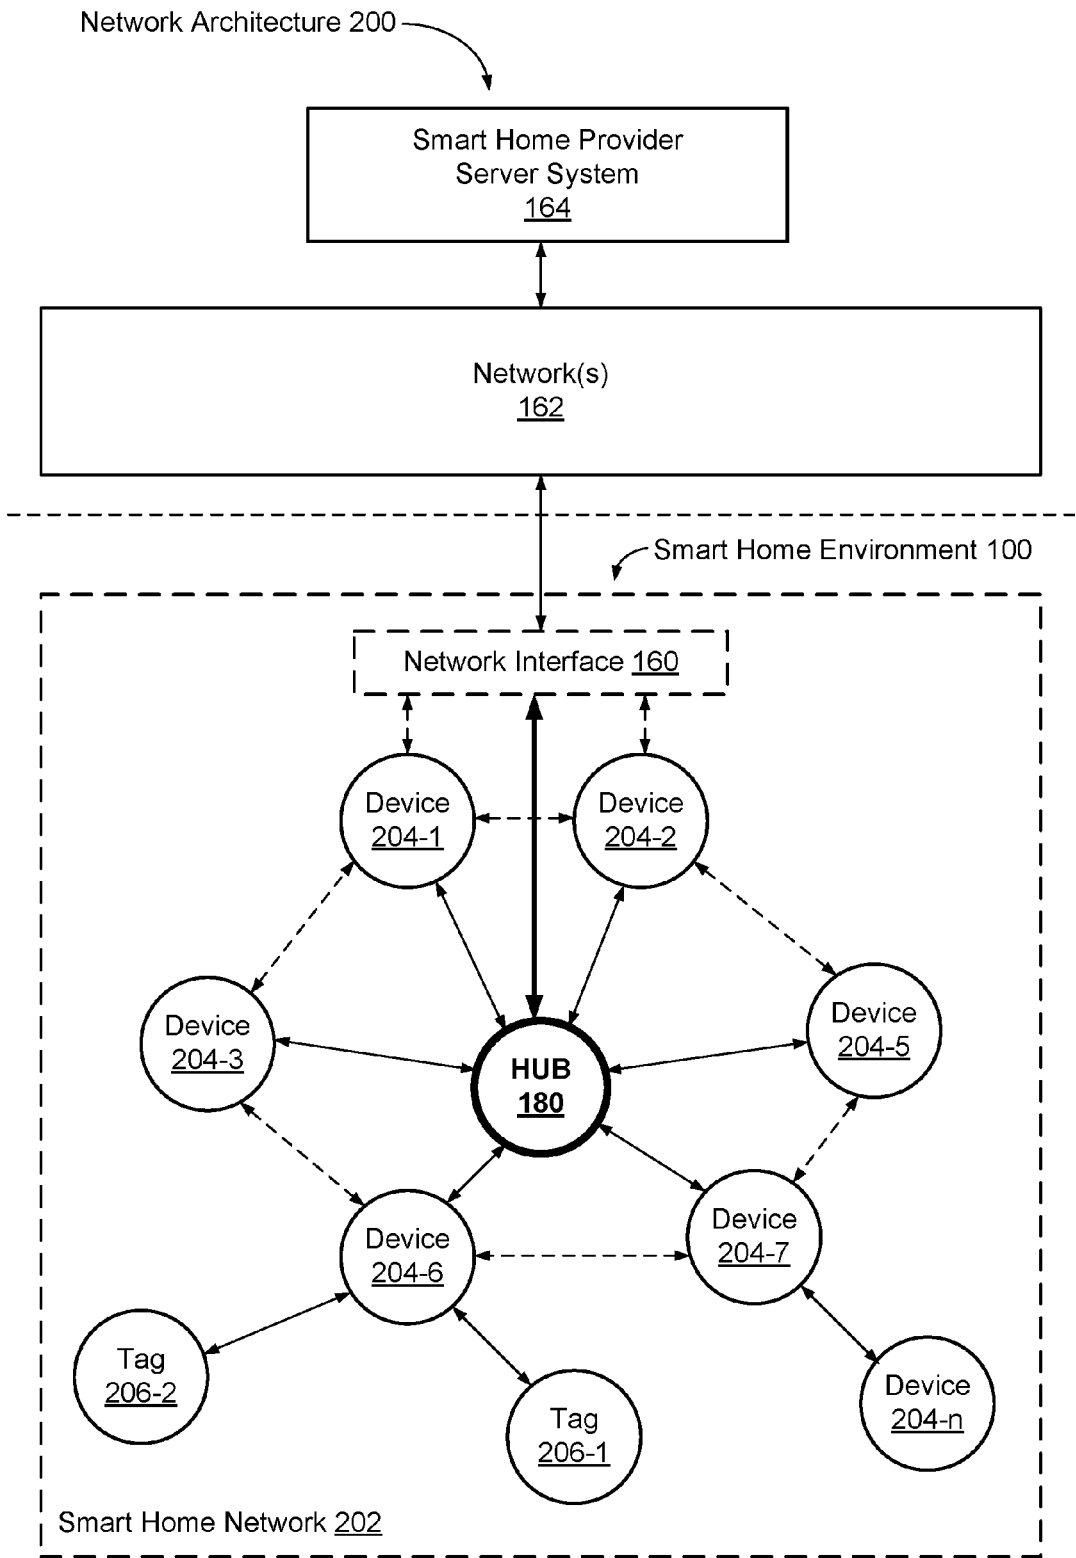 Network Architecture 200
Smart Home Provider
Server System
164
Network(s)
162
Smart Home Environment 100
Network Interface 160
Device
204-1
Device
204-2
Device
204-3
Device
204-5
HUB
180
Device
204-6
Device
204-7
Tag
206-2
Tag
206-1
Device
204-n
Smart Home Network 202